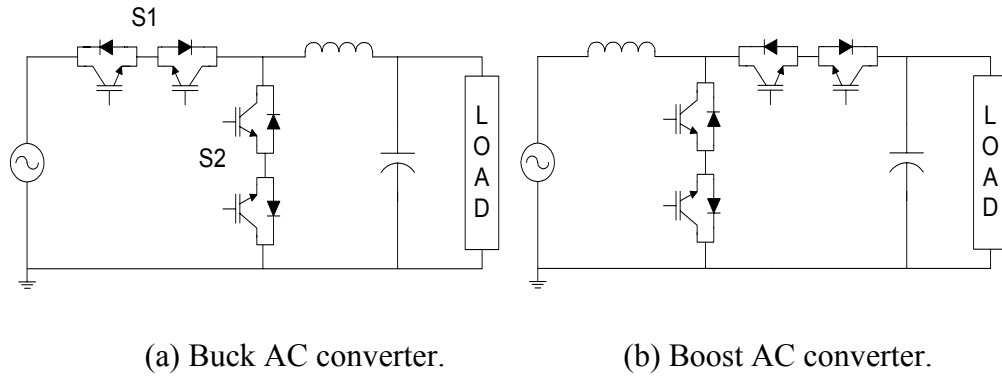 S1
S2
L
O
A
D
L
O
A
D
(a) Buck AC converter.
(b) Boost AC converter.